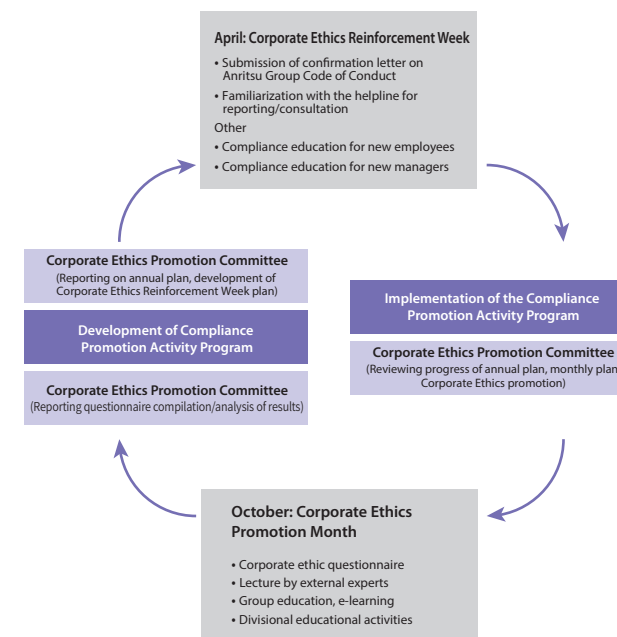 April: Corporate Ethics Reinforcement Week
• Submission of confirmation letter on
Anritsu Group Code of Conduct
• Familiarization with the helpline for
reporting/consultation
Other
• Compliance education for new employees
• Compliance education for new managers
Corporate Ethics Promotion Committee
(Reporting on annual plan, development of
Corporate Ethics Reinforcement Week plan)
Development of Compliance
Promotion Activity Program
Corporate Ethics Promotion Committee
(Reporting questionnaire compilation/analysis of results)
Implementation of the Compliance
Promotion Activity Program
Corporate Ethics Promotion Committee
(Reviewing progress of annual plan, monthly plan
Corporate Ethics promotion)
October: Corporate Ethics
Promotion Month
• Corporate ethic questionnaire
• Lecture by external experts
• Group education, e-learning
• Divisional educational activities